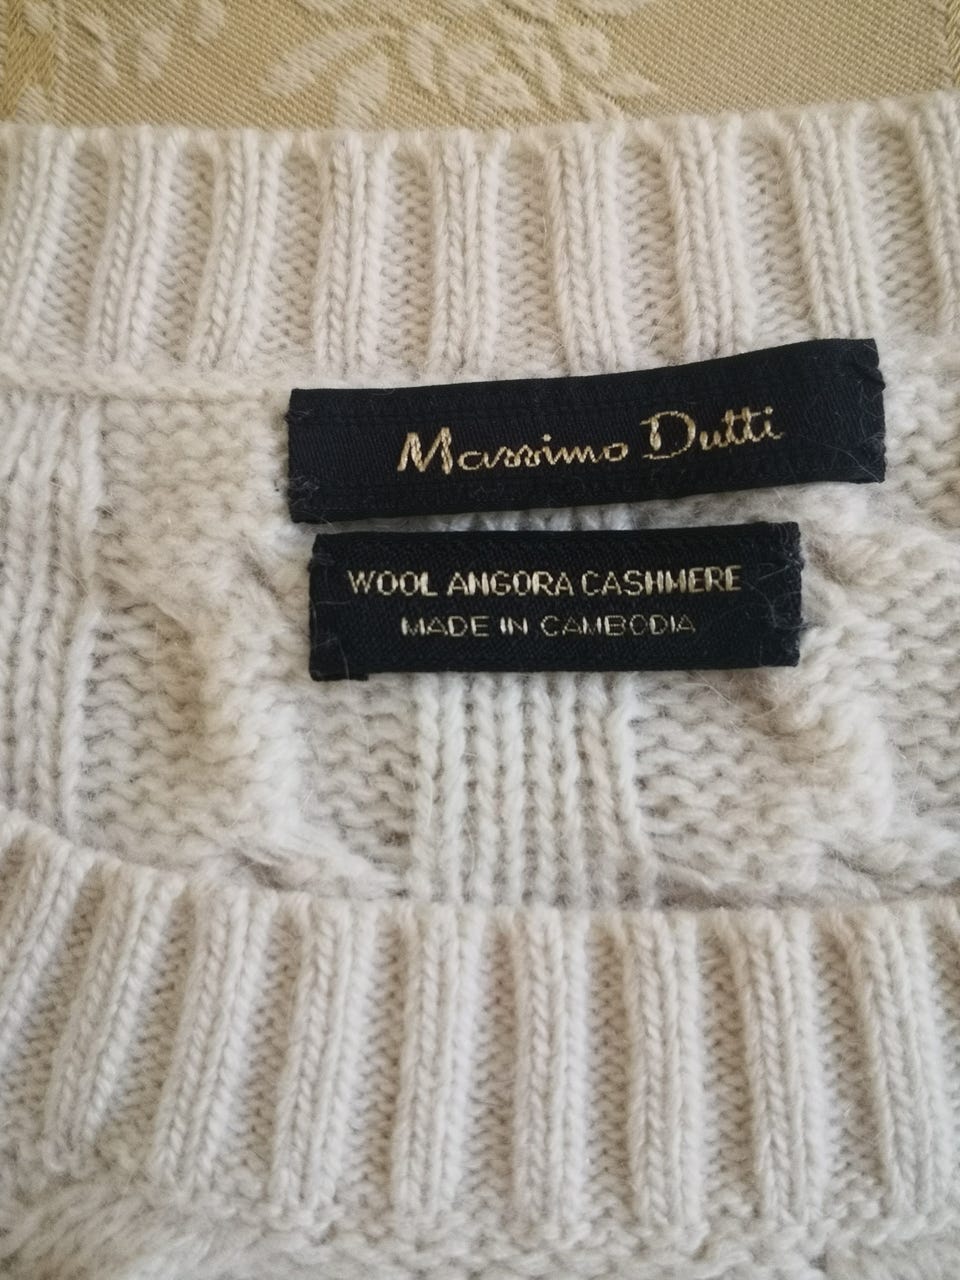 Massimo Dutti
WOOL ANGORA CASHMERE
MADE IN CAMBODIA